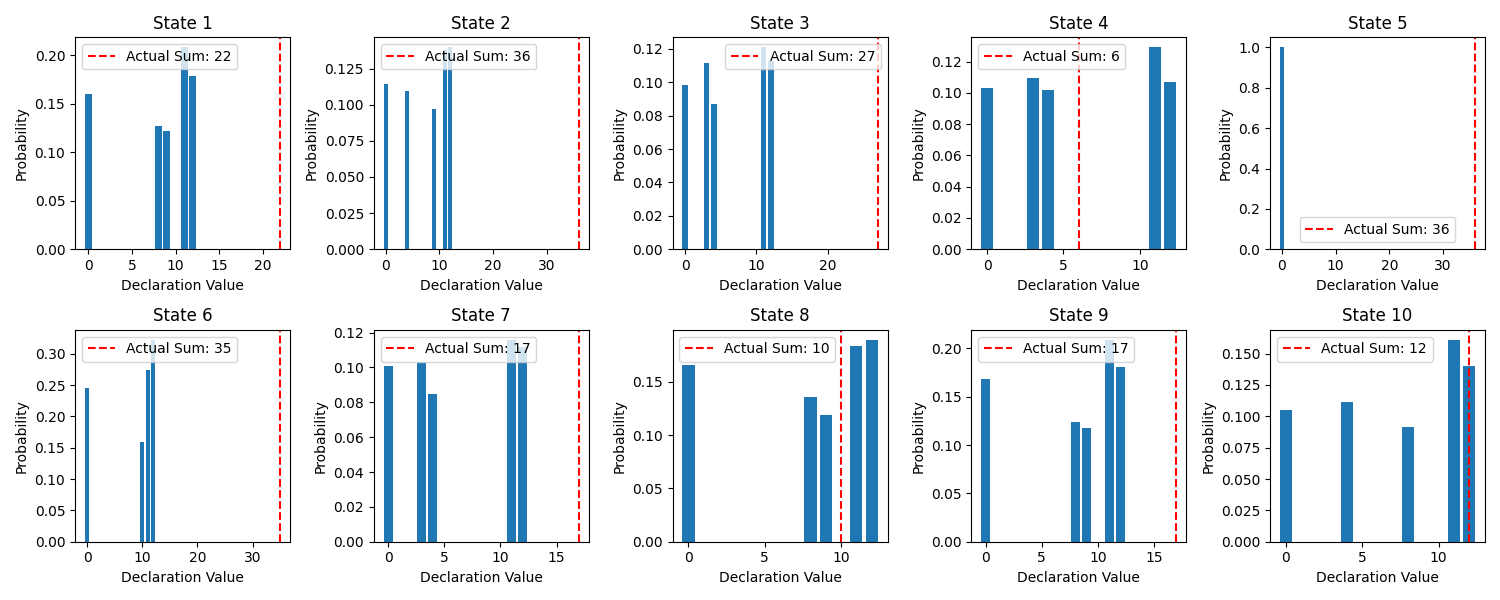 State 1
State 2
State 3
State 4
State 5
Probability
0.20
0.15
0.10
0.05
0.00
Actual Sum: 22
0 5 10 15 20
Declaration Value
Probability
0.125
0.100
0.075
0.050
0.025
0.000
Actual Sum: 36
0 10 20 30
Declaration Value
Probability
0.12
0.10
0.08
0.06
0.04
0.02
0.00
Actual Sum: 27
0 10 20
Declaration Value
Probability
0.12
0.10
0.08
0.06
0.04
0.02
0.00
Actual Sum: 6
0 5 10
Declaration Value
Probability
1.0
0.8
0.6
0.4
0.2
0.0
Actual Sum: 36
0 10 20 30
Declaration Value
State 6
State 7
State 8
State 9
State 10
Probability
0.30
0.25
0.20
0.15
0.10
0.05
0.00
Actual Sum: 35
0 10 20 30
Declaration Value
Probability
0.12
0.10
0.08
0.06
0.04
0.02
0.00
Actual Sum: 17
0 5 10 15
Declaration Value
Probability
0.15
0.10
0.05
0.00
Actual Sum: 10
0 5 10
Declaration Value
Probability
0.20
0.15
0.10
0.05
0.00
Actual Sum: 17
0 5 10 15
Declaration Value
Probability
0.150
0.125
0.100
0.075
0.050
0.025
0.000
Actual Sum: 12
0 5 10
Declaration Value